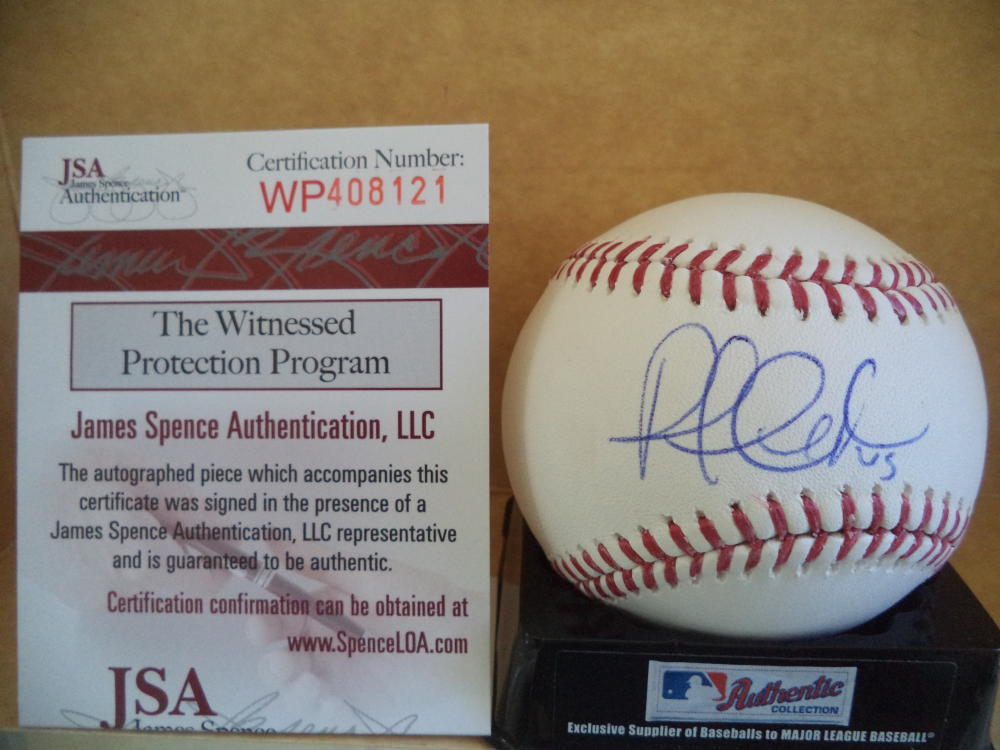 JSA
James Spence
Authentication
Certification Number:
WP408121
The Witnessed
Protection Program
James Spence Authentication, LLC
The autographed piece which accompanies this
certificate was signed in the presence of a
James Spence Authentication, LLC representative
and is guaranteed to be authentic.
Certification confirmation can be obtained at
www.SpenceLOA.com
JSA
James Spence
45
Authentic
COLLECTION
Exclusive Supplier of Baseballs to MAJOR LEAGUE BASEBALL®